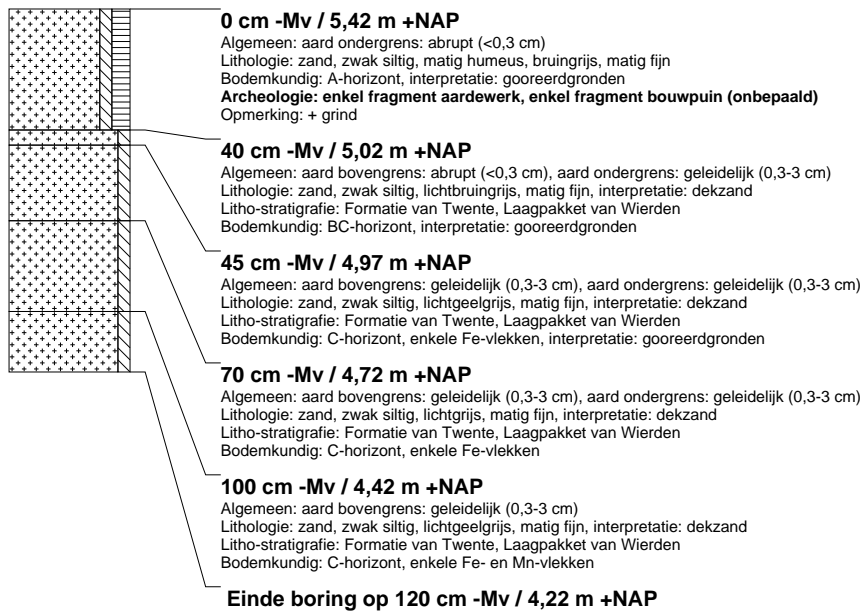 0 cm -Mv / 5,42 m +NAP
Algemeen: aard ondergrens: abrupt (<0,3 cm)
Lithologie: zand, zwak siltig, matig humeus, bruingrijs, matig fijn
Bodemkundig: A-horizont, interpretatie: gooreerdgronden
Archeologie: enkel fragment aardewerk, enkel fragment bouwpuin (onbepaald)
Opmerking: + grind
40 cm -Mv / 5,02 m +NAP
Algemeen: aard bovengrens: abrupt (<0,3 cm), aard ondergrens: geleidelijk (0,3-3 cm)
Lithologie: zand, zwak siltig, lichtbruingrijs, matig fijn, interpretatie: dekzand
Litho-stratigrafie: Formatie van Twente, Laagpakket van Wierden
Bodemkundig: BC-horizont, interpretatie: gooreerdgronden
45 cm -Mv / 4,97 m +NAP
Algemeen: aard bovengrens: geleidelijk (0,3-3 cm), aard ondergrens: geleidelijk (0,3-3 cm)
Lithologie: zand, zwak siltig, lichtgeelgrijs, matig fijn, interpretatie: dekzand
Litho-stratigrafie: Formatie van Twente, Laagpakket van Wierden
Bodemkundig: C-horizont, enkele Fe-vlekken, interpretatie: gooreerdgronden
70 cm -Mv / 4,72 m +NAP
Algemeen: aard bovengrens: geleidelijk (0,3-3 cm), aard ondergrens: geleidelijk (0,3-3 cm)
Lithologie: zand, zwak siltig, lichtgrijs, matig fijn, interpretatie: dekzand
Litho-stratigrafie: Formatie van Twente, Laagpakket van Wierden
Bodemkundig: C-horizont, enkele Fe-vlekken
100 cm -Mv / 4,42 m +NAP
Algemeen: aard bovengrens: geleidelijk (0,3-3 cm)
Lithologie: zand, zwak siltig, lichtgeelgrijs, matig fijn, interpretatie: dekzand
Litho-stratigrafie: Formatie van Twente, Laagpakket van Wierden
Bodemkundig: C-horizont, enkele Fe- en Mn-vlekken
Einde boring op 120 cm -Mv / 4,22 m +NAP